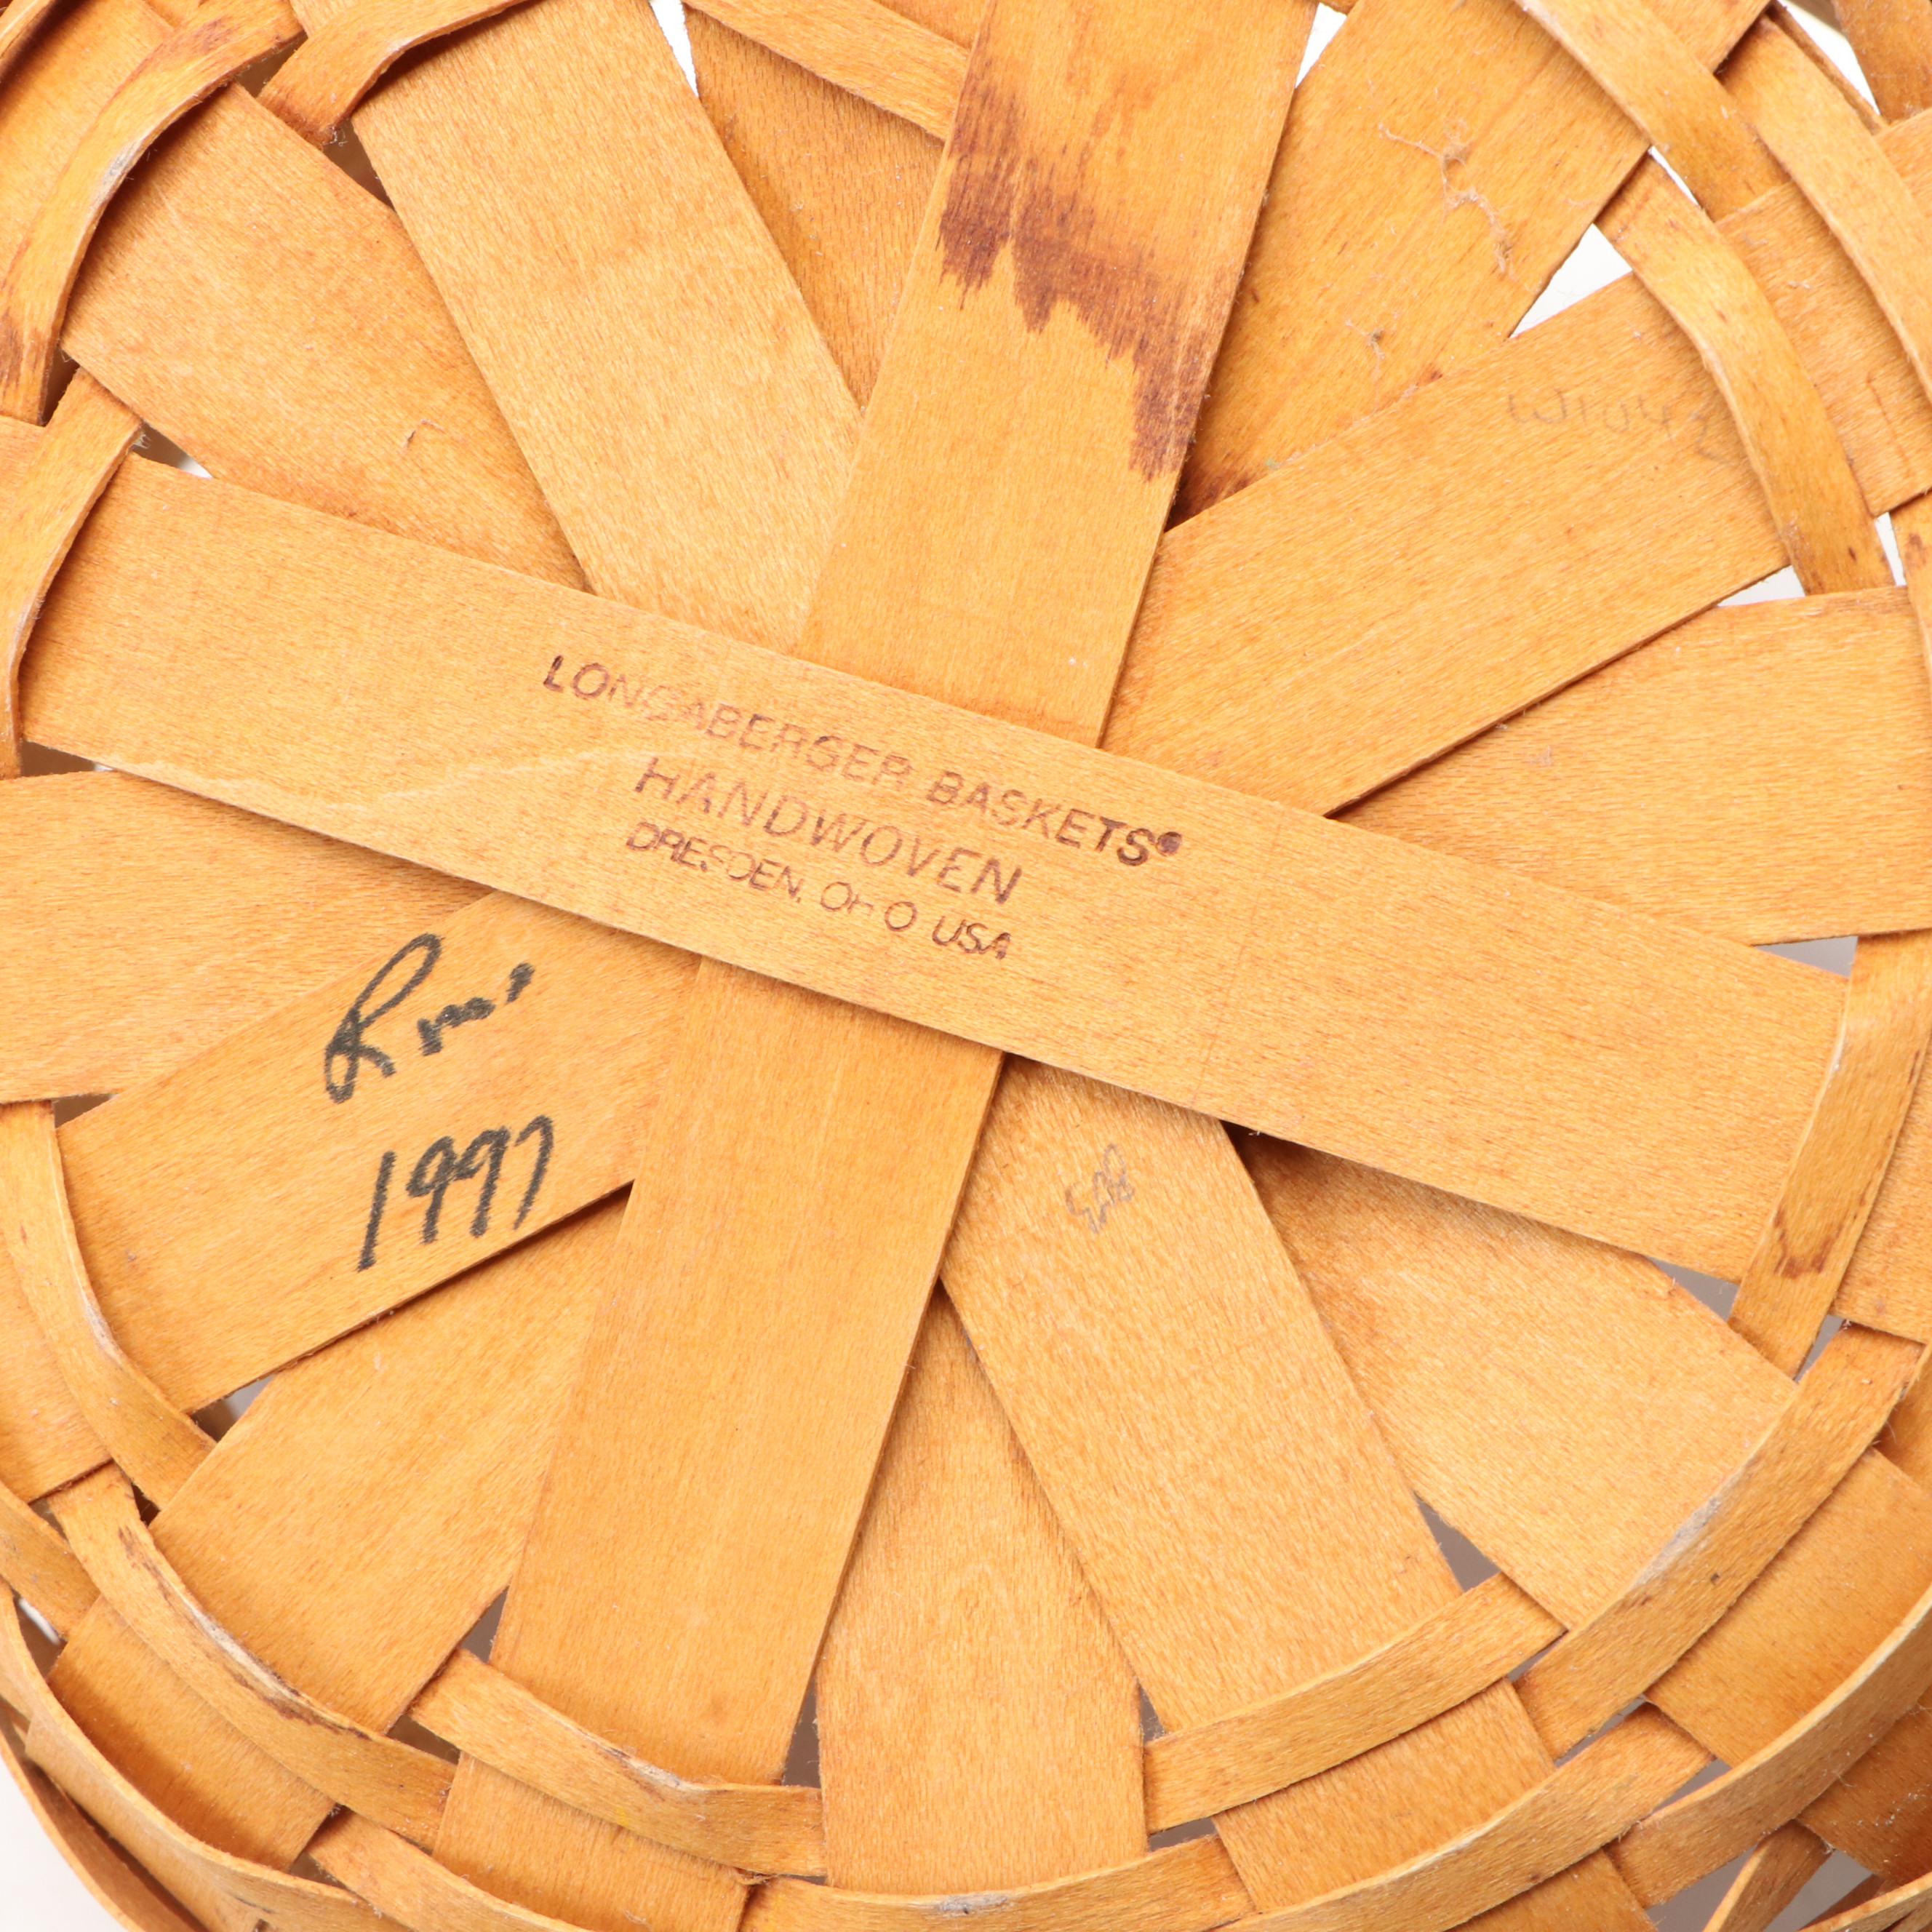 LONGABERGER BASKETS®
HANDWOVEN
DRESDEN, OHIO USA
1997